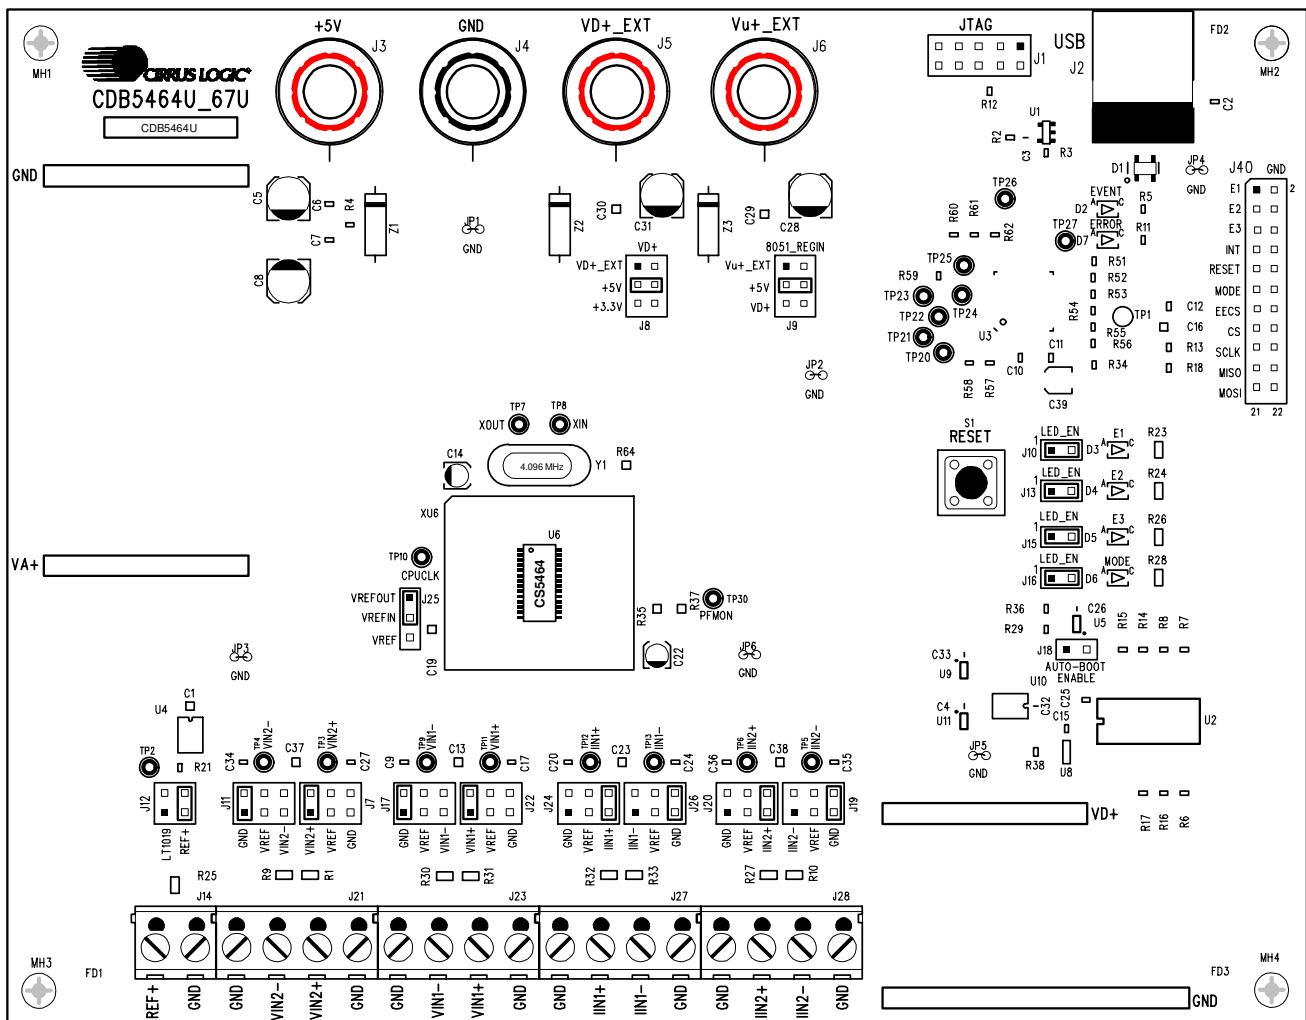 +5V GND VD+_EXT Vu+_EXT JTAG USB FD2
J3 J4 J5 J6 J1 J2
MH1 MH2
CIRRUS LOGIC
CDB5464U_67U
CDB5464U
R12
C2
U1
R2
C3 R3
GND
D1
JP4
GND
J40 GND
E1 2
E2
E3
INT
RESET
MODE
EECS
CS
SCLK
MISO
MOSI
21 22
C5 C6 R4 C7 C8 Z1
JP1
GND
Z2 C30 C31 Z3 C29 C28
VD+
VD+_EXT
+5V
+3.3V
J8
8051_REGIN
Vu+_EXT
+5V
VD+
J9
TP26
EVENT
D2 A C R5
TP27 ERROR
D7 A C R11
R60 R61 R62
TP25
R59
TP23 TP24
TP22
TP21
TP20
U3
R51
R52
R53
R54
R55
R56
R34
TP1
C12
C16
R13
R18
C11
C10
R58 R57
C39
JP2
GND
TP7 TP8
XOUT XIN
C14
4.096 MHz
Y1
R64
S1
RESET
LED_EN E1 R23
1 J10 D3 A C
LED_EN E2 R24
1 J13 D4 A C
LED_EN E3 R26
1 J15 D5 A C
LED_EN MODE R28
1 J16 D6 A C
XU6
U6
CS5464
VA+
TP10
CPUCLK
VREFOUT J25
VREFIN
VREF
C19
R35 R37
TP30
PFMON
C22
JP3
GND
JP6
GND
R36
R29
C26
U5
R15 R14 R8 R7
J18
AUTO-BOOT
ENABLE
C33
U9
U10
C32 C25
C4
U11
C15
U8
U2
R38
JP5
GND
C1
U4
TP2
R21
C34 TP4 VIN2- C37 TP3 VIN2+ C27
C9 TP9 VIN1- C13 TP11 VIN1+ C17
C20 TP12 IIN1+ C23 TP13 IIN1- C24
C36 TP6 IIN2+ C38 TP5 IIN2- C35
J12 J11 J7 J17 J22 J24 J26 J20 J19
LT1019 REF+
GND VREF VIN2- VIN2+ VREF GND
GND VREF VIN1- VIN1+ VREF GND
GND VREF IIN1+ IIN1- VREF GND
GND VREF IIN2+ IIN2- VREF GND
VD+
R17 R16 R6
R25 R9 R1 R30 R31 R32 R33 R27 R10
J14 J21 J23 J27 J28
MH3 FD1
REF+ GND GND VIN2- VIN2+ GND GND VIN1- VIN1+ GND GND IIN1+ IIN1- GND GND IIN2+ IIN2- GND
MH4
FD3
GND